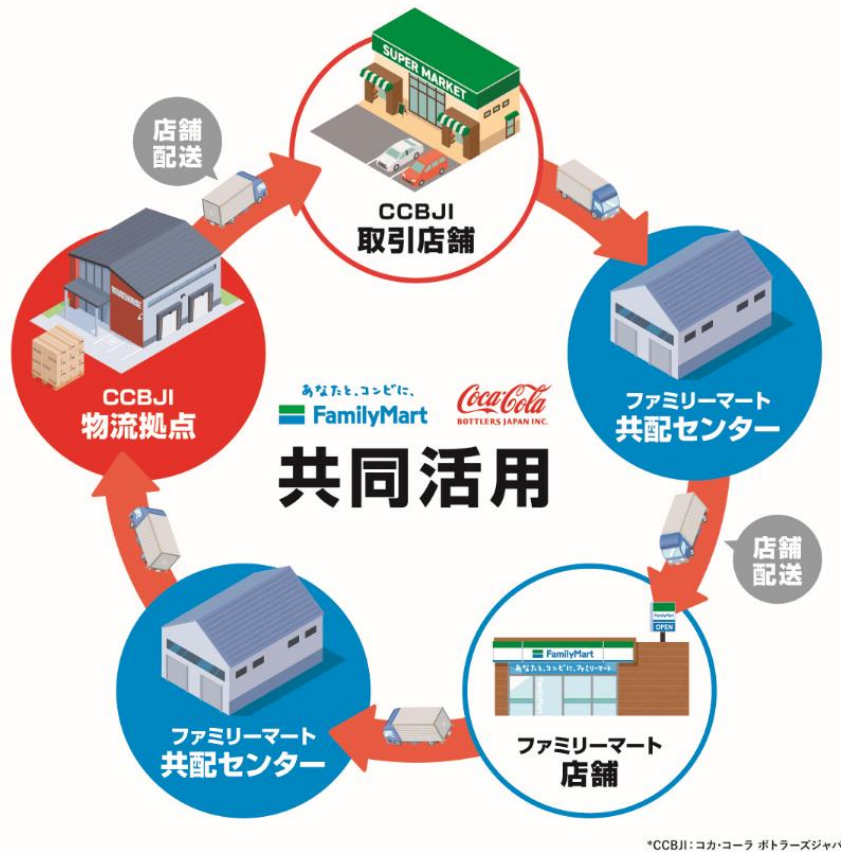 SUPER MARKET
店舗
配送
CCBJI
取引店舗
WAREHOUSE
CCBJI
物流拠点
ファミリーマート
共配センター
あなたと、コンビに、
FamilyMart
Coca-Cola
BOTTLERS JAPAN INC.
共同活用
店舗
配送
FamilyMart
OPEN
FamilyMart
あなたと、コンビに、ファミリーマート
ファミリーマート
共配センター
ファミリーマート
店舗
*CCBJI:コカ・コーラ ボトラーズジャパ